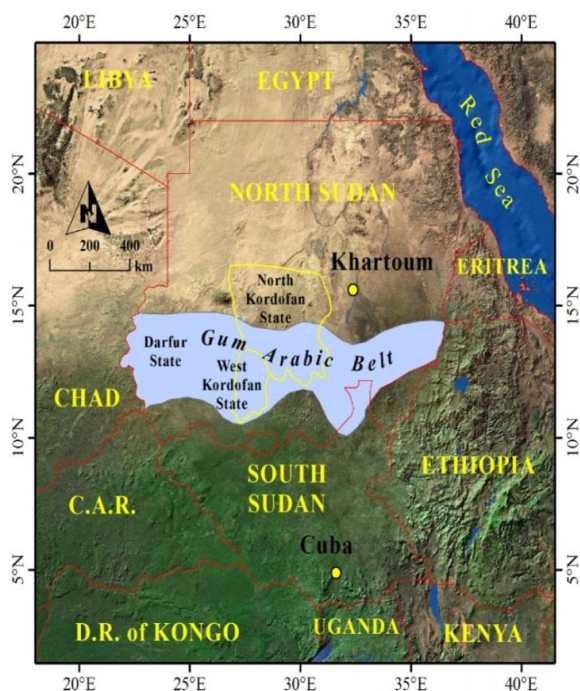 20°E 25°E 30°E 35°E 40°E
LIBYA
EGYPT
Red Sea
20°N
20°N
NORTH SUDAN
N
0 200 400
km
Khartoum
ERITREA
North
Kordofan
State
15°N
15°N
Darfur
State
Gum Arabic Belt
West
Kordofan
State
CHAD
10°N
10°N
SOUTH
SUDAN
ETHIOPIA
C.A.R.
Cuba
5°N
5°N
D.R. of KONGO
UGANDA
KENYA
20°E 25°E 30°E 35°E 40°E